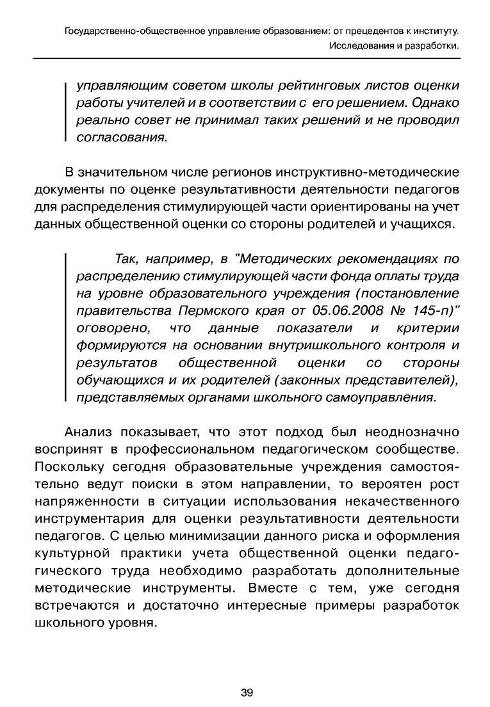 Государственно-общественное управление образованием: от прецедентов к институту.
Исследования и разработки.
управляющим советом школы рейтинговых листов оценки
работы учителей и в соответствии с его решением. Однако
реально совет не принимал таких решений и не проводил
согласования.
В значительном числе регионов инструктивно-методические
документы по оценке результативности деятельности педагогов
для распределения стимулирующей части ориентированы на учет
данных общественной оценки со стороны родителей и учащихся.
Так, например, в "Методических рекомендациях по
распределению стимулирующей части фонда оплаты труда
на уровне образовательного учреждения (постановление
правительства Пермского края от 05.06.2008 № 145-п)"
оговорено, что данные показатели и критерии
формируются на основании внутришкольного контроля и
результатов общественной оценки со стороны
обучающихся и их родителей (законных представителей),
представляемых органами школьного самоуправления.
Анализ показывает, что этот подход был неоднозначно
воспринят в профессиональном педагогическом сообществе.
Поскольку сегодня образовательные учреждения самостоя-
тельно ведут поиски в этом направлении, то вероятен рост
напряженности в ситуации использования некачественного
инструментария для оценки результативности деятельности
педагогов. С целью минимизации данного риска и оформления
культурной практики учета общественной оценки педаго-
гического труда необходимо разработать дополнительные
методические инструменты. Вместе с тем, уже сегодня
встречаются и достаточно интересные примеры разработок
школьного уровня.
39